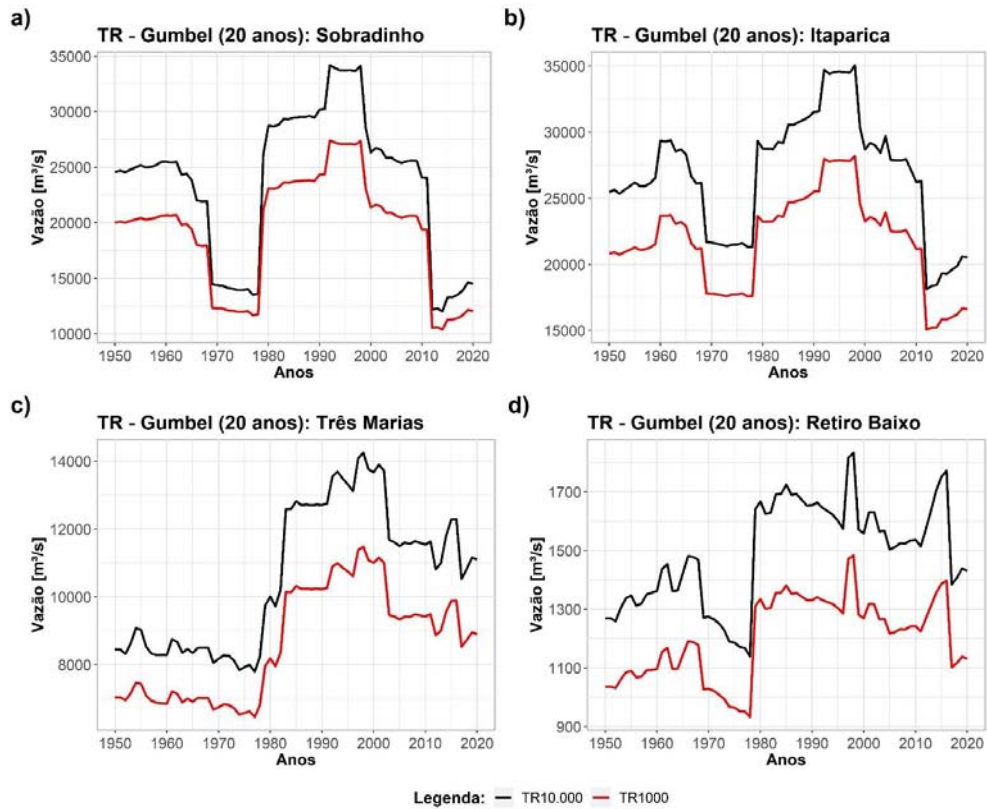 a)
TR - Gumbel (20 anos): Sobradinho
35000
30000
25000
20000
15000
10000
Vazão [m³/s]
1950 1960 1970 1980 1990 2000 2010 2020
Anos
b)
TR - Gumbel (20 anos): Itaparica
35000
30000
25000
20000
15000
Vazão [m³/s]
1950 1960 1970 1980 1990 2000 2010 2020
Anos
c)
TR - Gumbel (20 anos): Três Marias
14000
12000
10000
8000
Vazão [m³/s]
1950 1960 1970 1980 1990 2000 2010 2020
Anos
d)
TR - Gumbel (20 anos): Retiro Baixo
1700
1500
1300
1100
900
Vazão [m³/s]
1950 1960 1970 1980 1990 2000 2010 2020
Anos
Legenda: TR10.000 TR1000